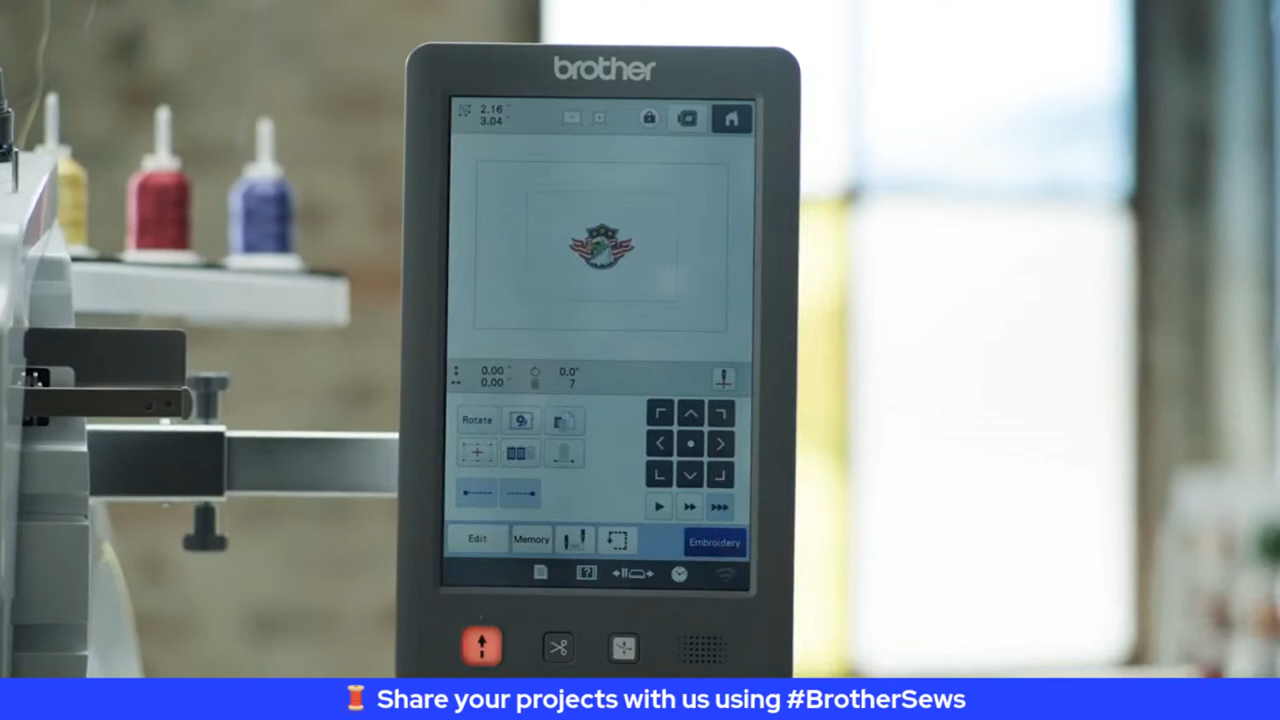 brother
2.16 "
3.04 "
0.00 " 0.0°
0.00 " 7
Rotate
Edit Memory Embroidery
Share your projects with us using #BrotherSews